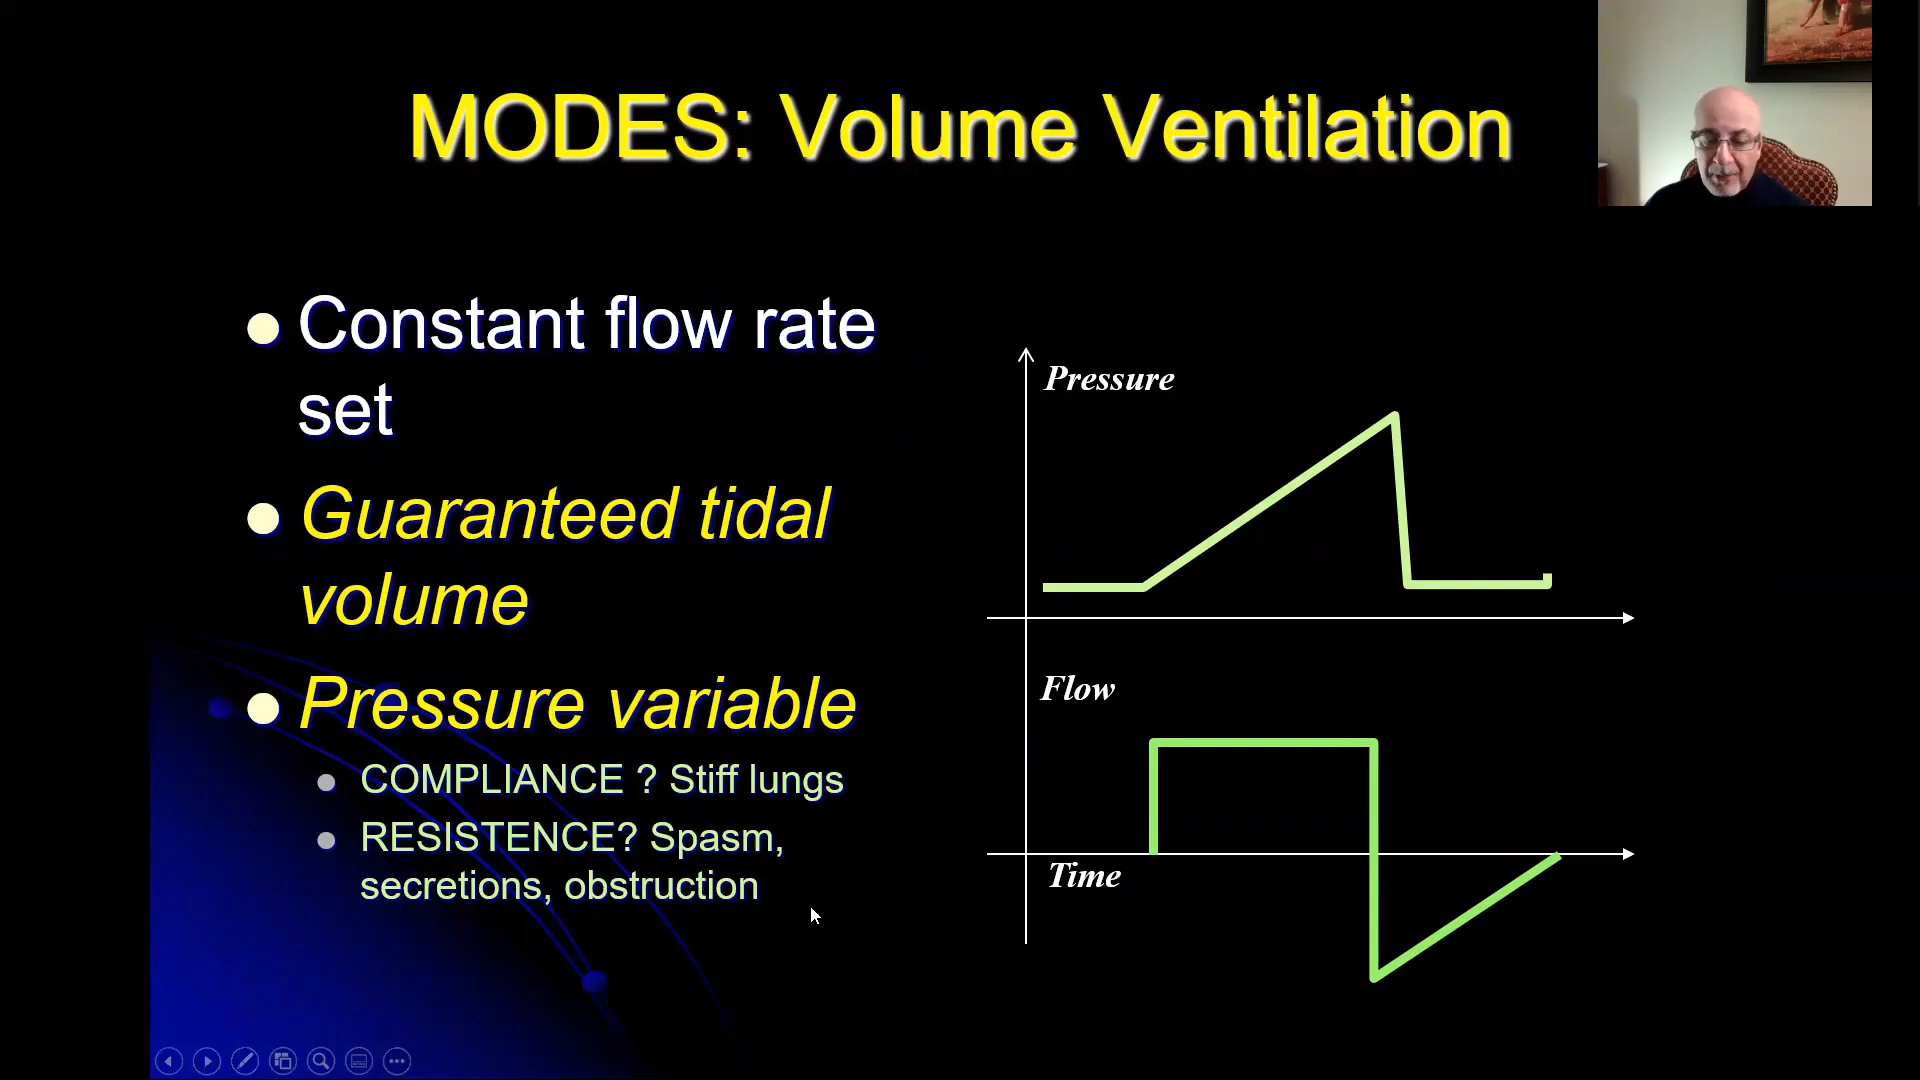 MODES: Volume Ventilation
Constant flow rate
set
Guaranteed tidal
volume
Pressure variable
COMPLIANCE ? Stiff lungs
RESISTENCE? Spasm,
secretions, obstruction
Pressure
Flow
Time